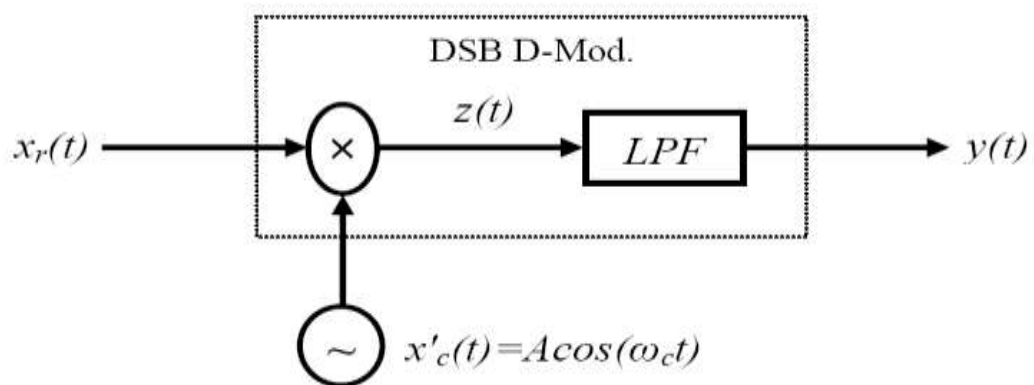 DSB D-Mod.
x_r(t) × z(t) LPF y(t)
~ x'_c(t)=Acos(ω_ct)